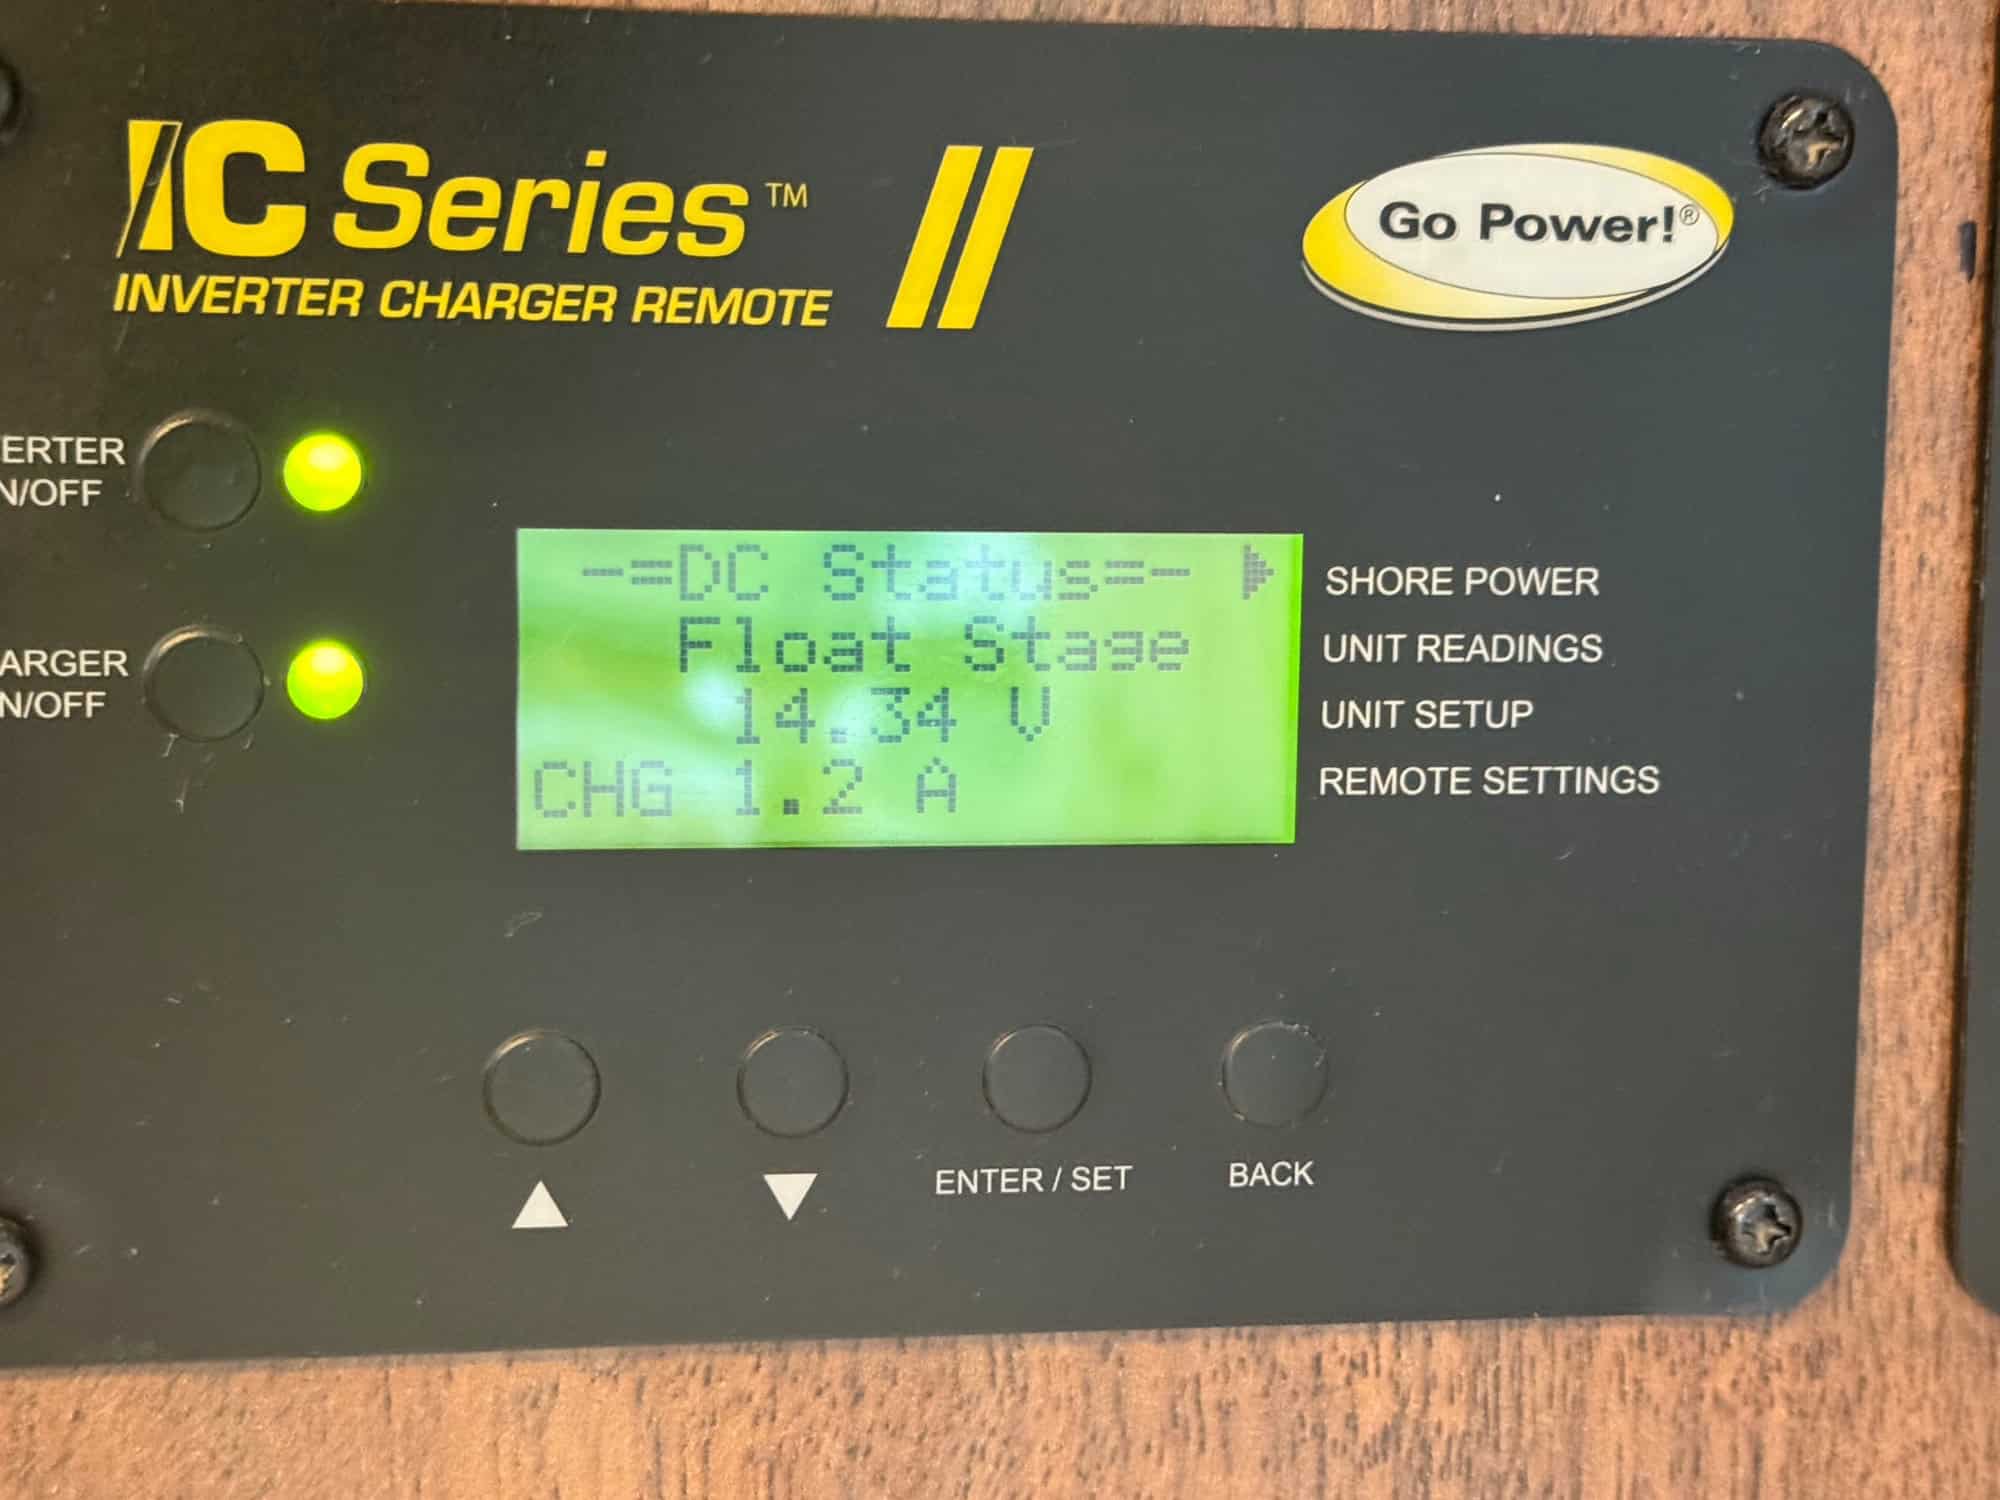 IC Series™ II
INVERTER CHARGER REMOTE
Go Power!®
ERTER
N/OFF
ARGER
N/OFF
-=DC Status=-
Float Stage
14.34 V
CHG 1.2 A
SHORE POWER
UNIT READINGS
UNIT SETUP
REMOTE SETTINGS
ENTER / SET
BACK